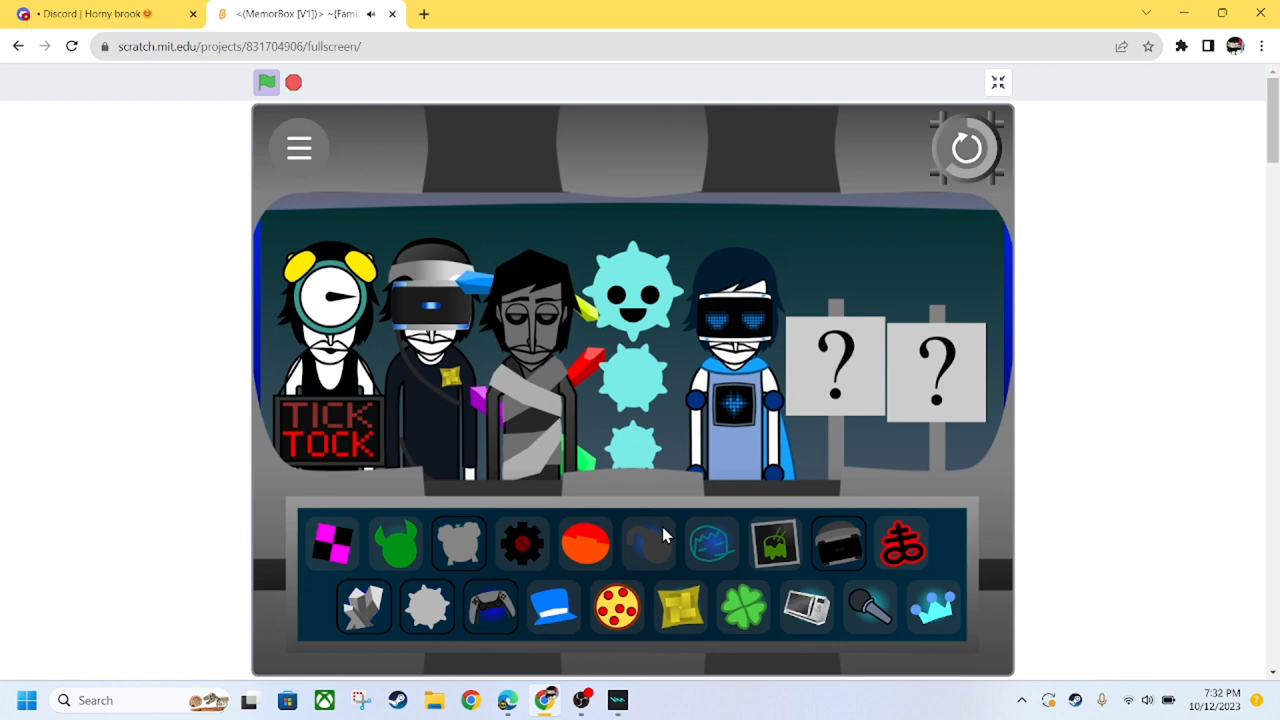 • Discord | Horny brook
<(MemorBox [V1])> ~{Fami
scratch.mit.edu/projects/831704906/fullscreen/
TICK
TOCK
?
?
Search
7:32 PM
10/12/2023